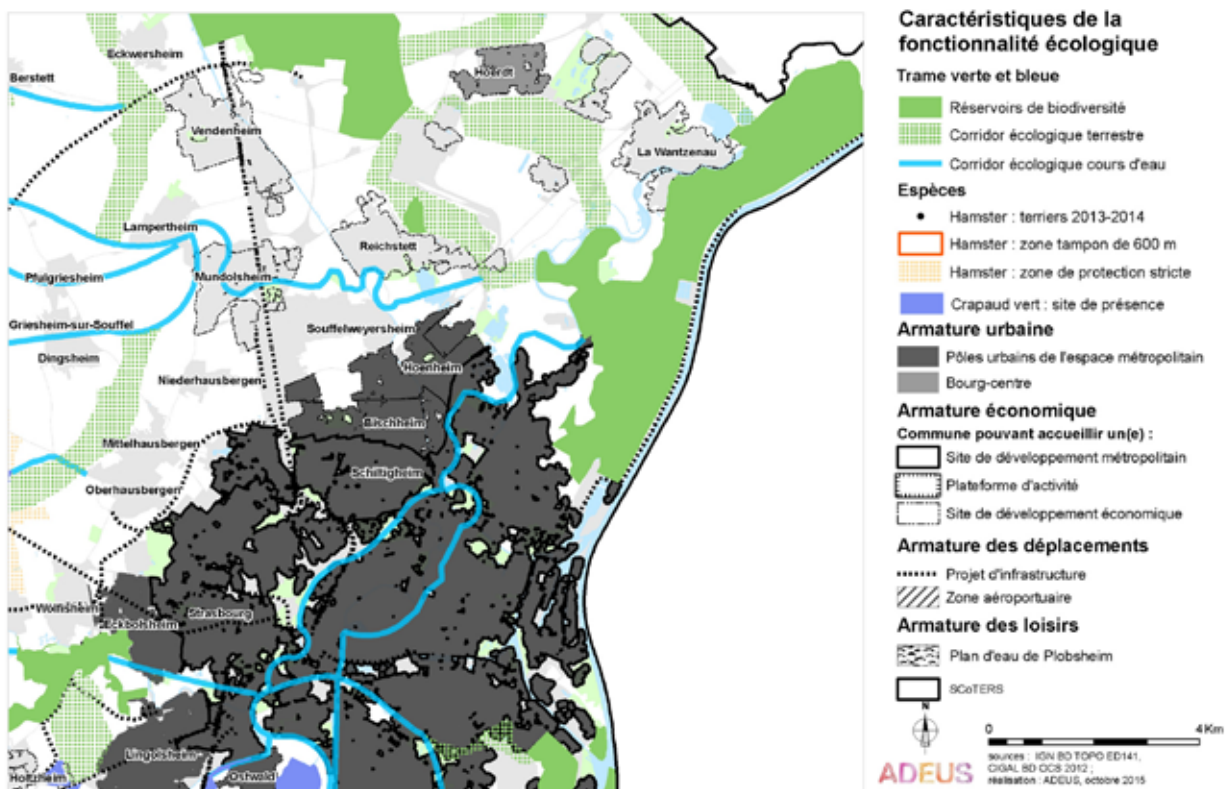 Eckwersheim
Berstett
Hoerdt
Vendenheim
La Wantzenau
Lampertheim
Reichstett
Pfulgriesheim
Mundolsheim
Griesheim-sur-Souffel
Souffelweyersheim
Dingsheim
Hoenheim
Niederhausbergen
Bischheim
Mittelhausbergen
Schiltigheim
Oberhausbergen
Wolfisheim
Strasbourg
Eckbolsheim
Lingolsheim
Holtzheim
Ostwald
Caractéristiques de la
fonctionnalité écologique
Trame verte et bleue
Réservoirs de biodiversité
Corridor écologique terrestre
Corridor écologique cours d'eau
Espèces
Hamster : terriers 2013-2014
Hamster : zone tampon de 600 m
Hamster : zone de protection stricte
Crapaud vert : site de présence
Armature urbaine
Pôles urbains de l'espace métropolitain
Bourg-centre
Armature économique
Commune pouvant accueillir un(e) :
Site de développement métropolitain
Plateforme d'activité
Site de développement économique
Armature des déplacements
Projet d'infrastructure
Zone aéroportuaire
Armature des loisirs
Plan d'eau de Plobsheim
SCoTERS
N
0 4 Km
sources : IGN BD TOPO ED141,
CIGAL BD OCS 2012 ;
réalisation : ADEUS, octobre 2015
ADEUS